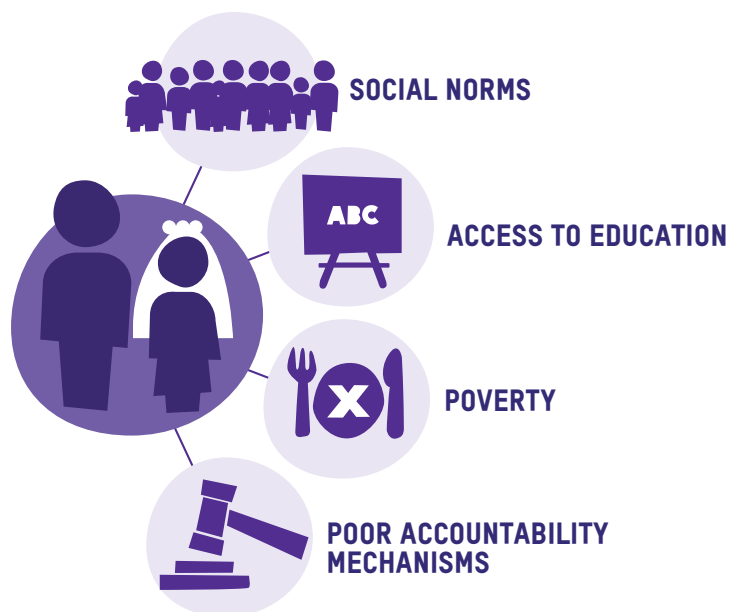 SOCIAL NORMS
ABC
ACCESS TO EDUCATION
X
POVERTY
POOR ACCOUNTABILITY
MECHANISMS